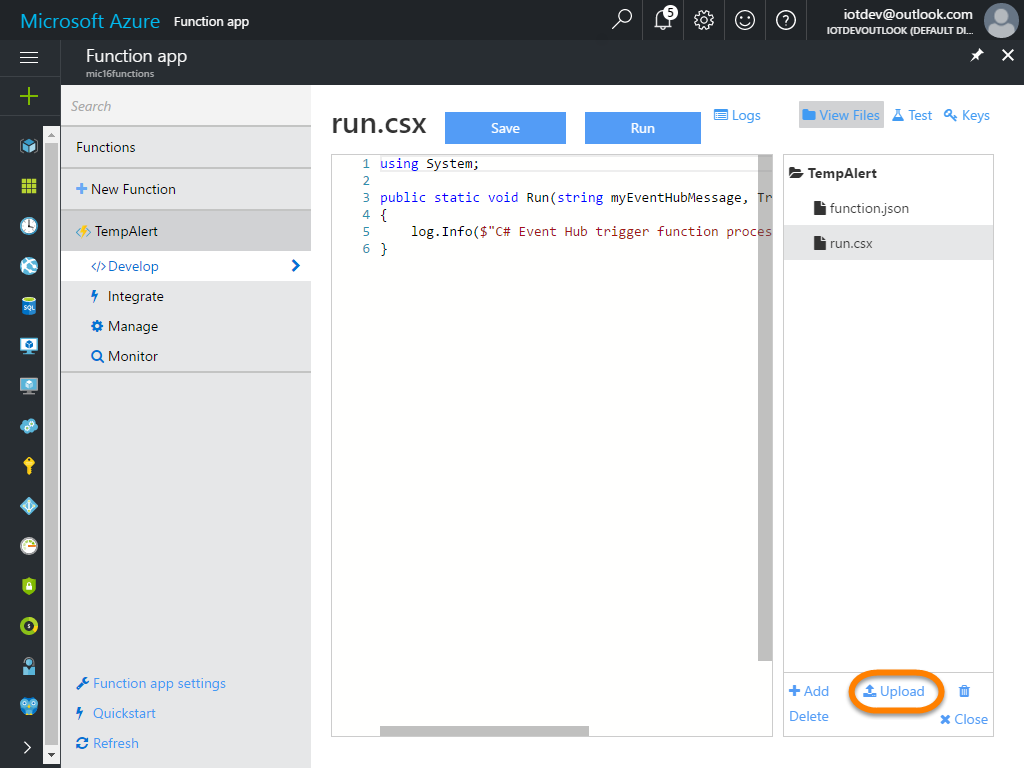 Microsoft Azure Function app
5
iotdev@outlook.com
IOTDEVOUTLOOK (DEFAULT DI...
Function app
mic16functions
Search
Functions
New Function
TempAlert
Develop
Integrate
Manage
Monitor
Function app settings
Quickstart
Refresh
run.csx
Save
Run
Logs
View Files
Test
Keys
1 using System;
2
3 public static void Run(string myEventHubMessage, Tr
4 {
5 log.Info($"C# Event Hub trigger function proces
6 }
TempAlert
function.json
run.csx
Add
Upload
Delete
Close
SQL